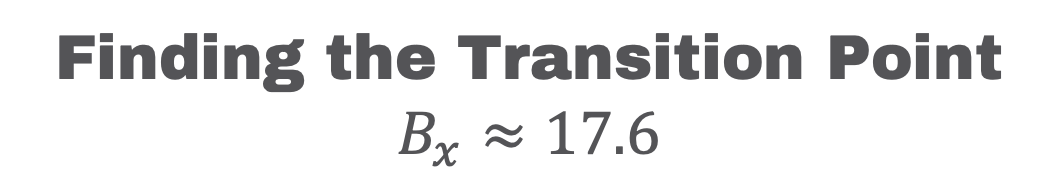 Finding the Transition Point
Bₓ ≈ 17.6